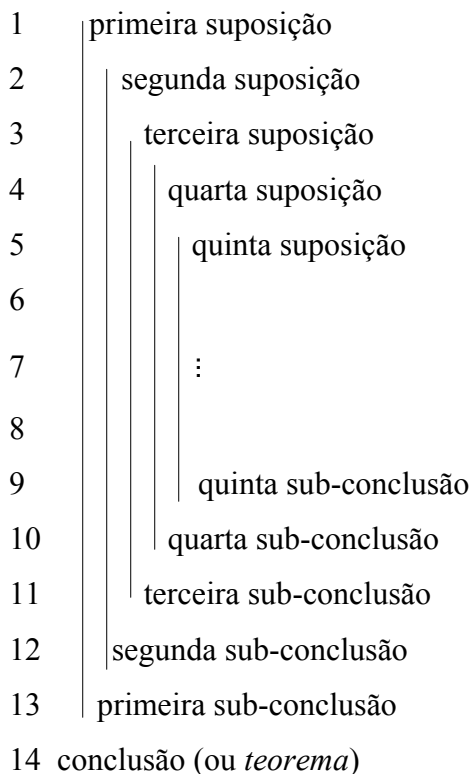 1 primeira suposição
2 segunda suposição
3 terceira suposição
4 quarta suposição
5 quinta suposição
6
7 ⋮
8
9 quinta sub-conclusão
10 quarta sub-conclusão
11 terceira sub-conclusão
12 segunda sub-conclusão
13 primeira sub-conclusão
14 conclusão (ou teorema)